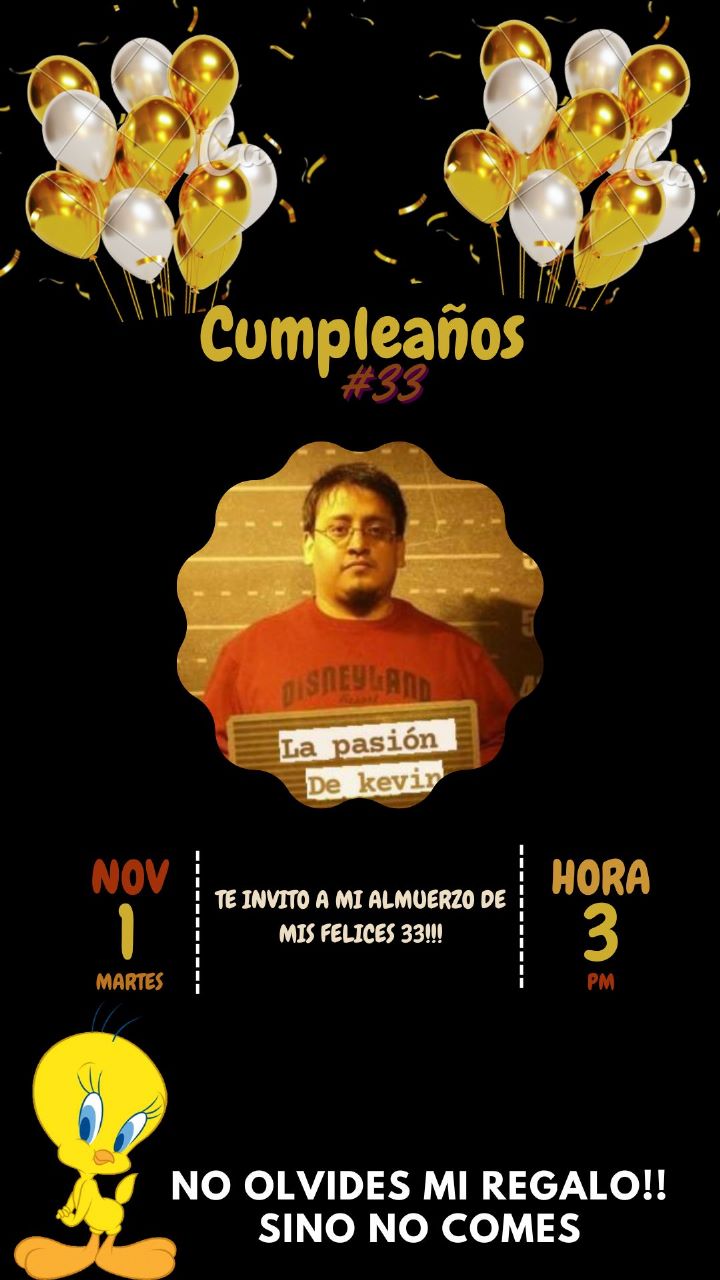 Cumpleaños
#33
DISNEYLAND
Resort
La pasión
De kevin
NOV
1
MARTES
TE INVITO A MI ALMUERZO DE
MIS FELICES 33!!!
HORA
3
PM
NO OLVIDES MI REGALO!!
SINO NO COMES